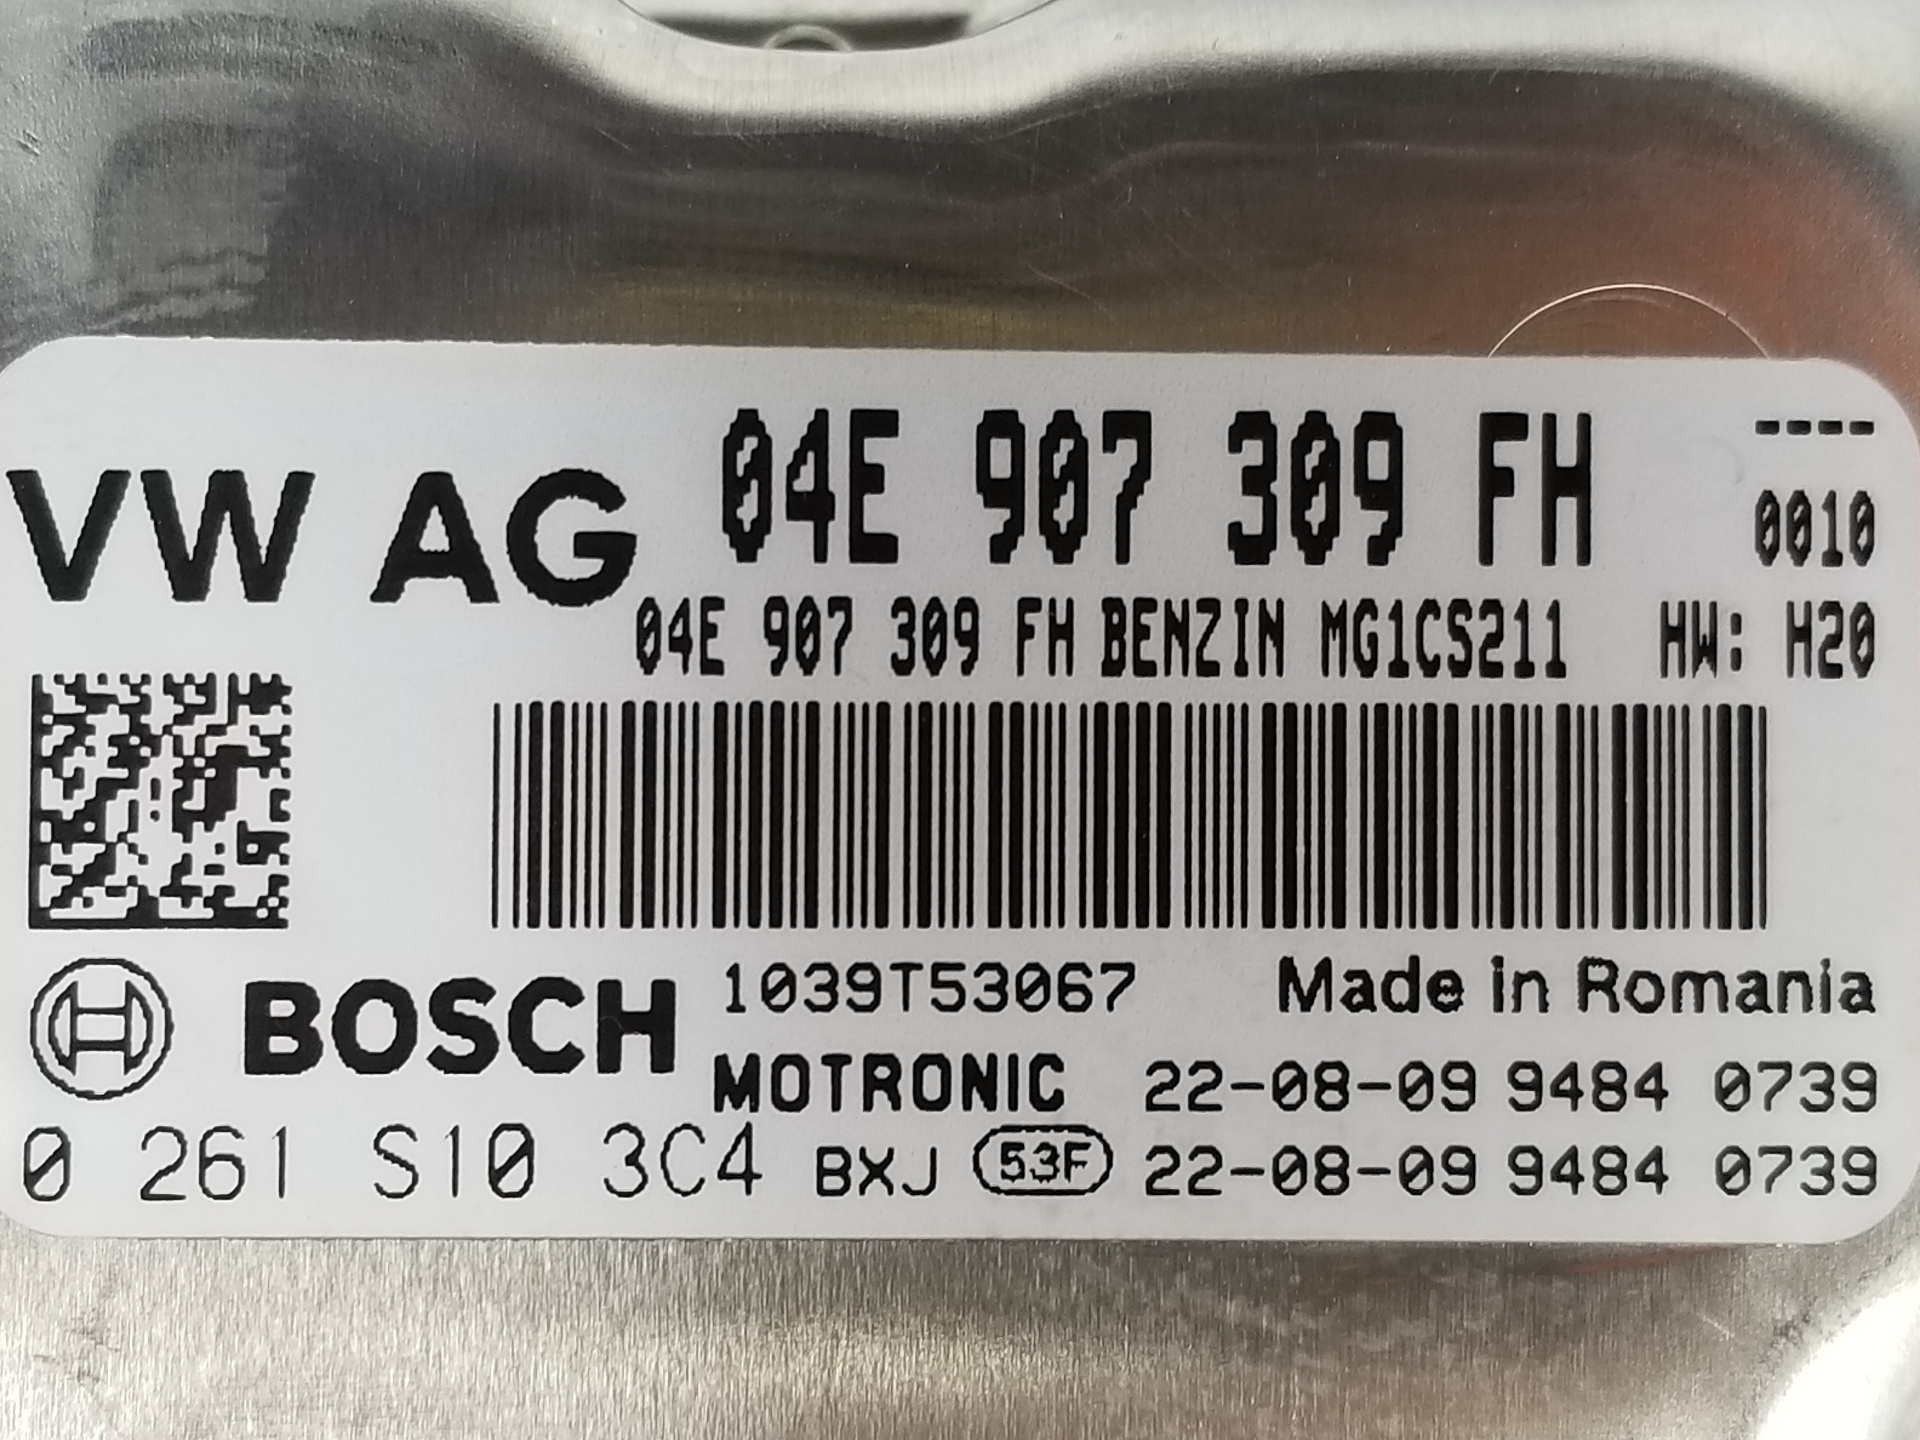 VW AG 04E 907 309 FH ----
0010
04E 907 309 FH BENZIN MG1CS211 HW: H20
BOSCH 1039T53067 Made in Romania
MOTRONIC 22-08-09 9484 0739
0 261 S10 3C4 BXJ 53F 22-08-09 9484 0739